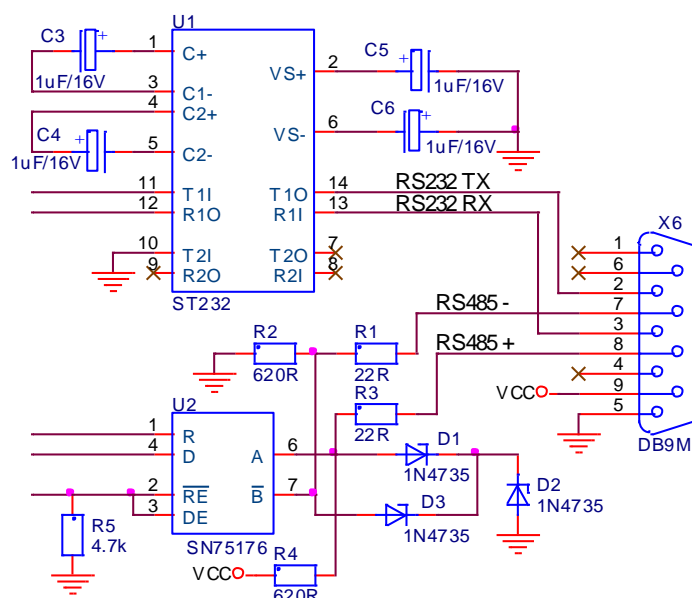 U1
C3
+
1uF/16V
1
C+
3
C1-
4
C2+
C4
+
1uF/16V
5
C2-
11
T1I
12
R1O
10
T2I
9
R2O
VS+
2
C5
+
1uF/16V
VS-
6
C6
+
1uF/16V
T1O
14
RS232 TX
R1I
13
RS232 RX
T2O
7
R2I
8
ST232
X6
1
6
2
7
3
8
4
9
5
DB9M
RS485 -
RS485 +
VCC
R2
620R
R1
22R
R3
22R
U2
1
R
4
D
2
RE
3
DE
A
6
B
7
SN75176
R5
4.7k
D1
1N4735
D3
1N4735
D2
1N4735
R4
620R
VCC